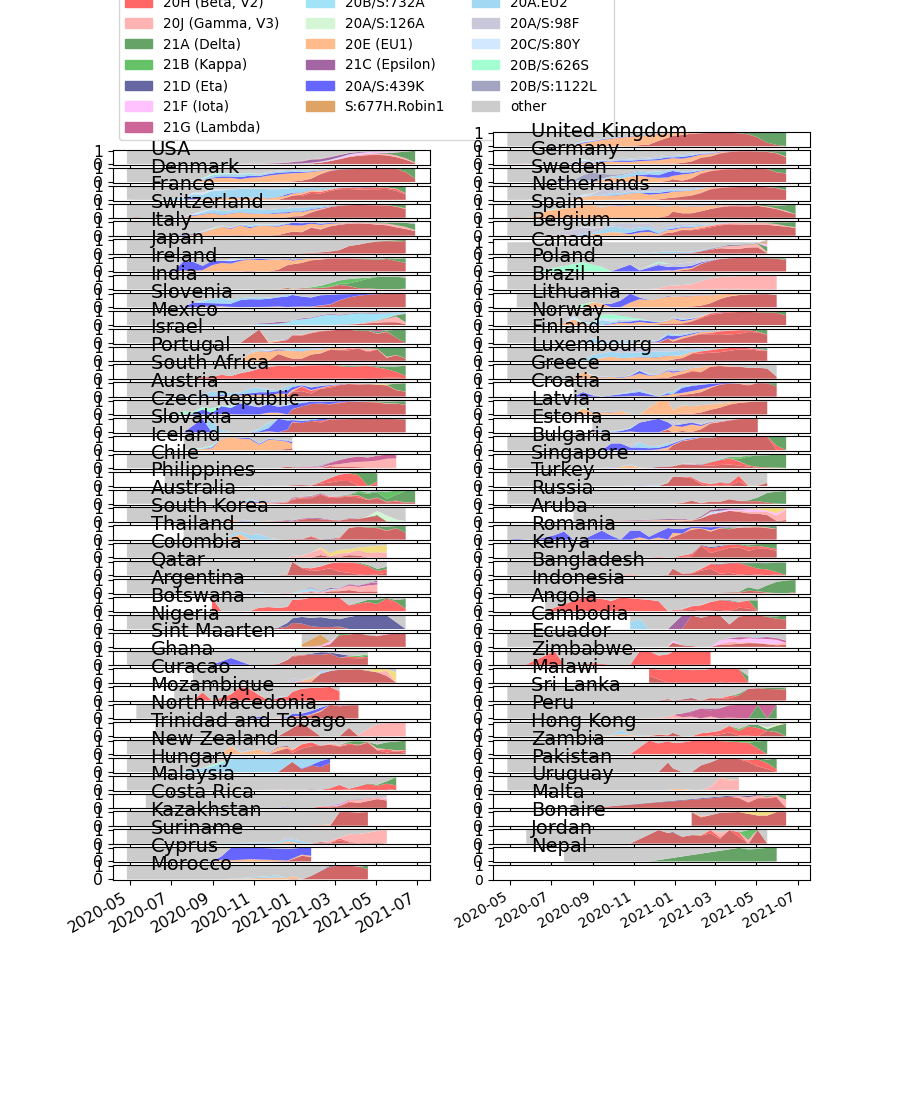 20H (Beta, V2) 20B/S:732A 20A.EU2
20J (Gamma, V3) 20A/S:126A 20A/S:98F
21A (Delta) 20E (EU1) 20C/S:80Y
21B (Kappa) 21C (Epsilon) 20B/S:626S
21D (Eta) 20A/S:439K 20B/S:1122L
21F (Iota) S:677H.Robin1 other
21G (Lambda)
USA
Denmark
France
Switzerland
Italy
Japan
Ireland
India
Slovenia
Mexico
Israel
Portugal
South Africa
Austria
Czech Republic
Slovakia
Iceland
Chile
Philippines
Australia
South Korea
Thailand
Colombia
Qatar
Argentina
Botswana
Nigeria
Sint Maarten
Ghana
Curacao
Mozambique
North Macedonia
Trinidad and Tobago
New Zealand
Hungary
Malaysia
Costa Rica
Kazakhstan
Suriname
Cyprus
Morocco
1
0
2020-05 2020-07 2020-09 2020-11 2021-01 2021-03 2021-05 2021-07
United Kingdom
Germany
Sweden
Netherlands
Spain
Belgium
Canada
Poland
Brazil
Lithuania
Norway
Finland
Luxembourg
Greece
Croatia
Latvia
Estonia
Bulgaria
Singapore
Turkey
Russia
Aruba
Romania
Kenya
Bangladesh
Indonesia
Angola
Cambodia
Ecuador
Zimbabwe
Malawi
Sri Lanka
Peru
Hong Kong
Zambia
Pakistan
Uruguay
Malta
Bonaire
Jordan
Nepal
1
0
2020-05 2020-07 2020-09 2020-11 2021-01 2021-03 2021-05 2021-07